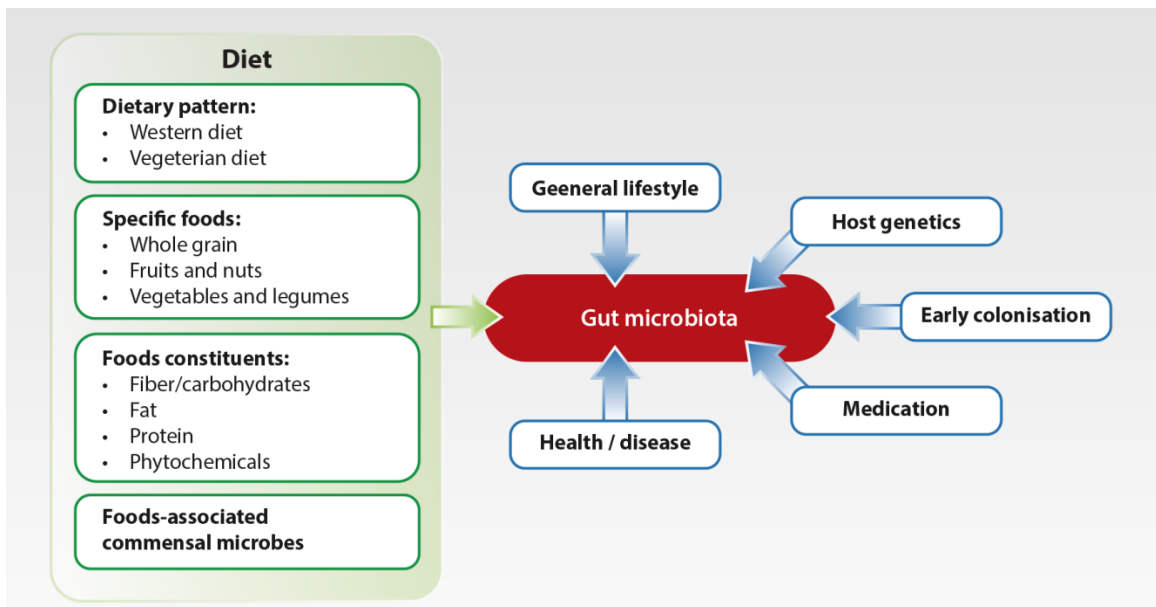 Diet
Dietary pattern:
• Western diet
• Vegeterian diet
Specific foods:
• Whole grain
• Fruits and nuts
• Vegetables and legumes
Foods constituents:
• Fiber/carbohydrates
• Fat
• Protein
• Phytochemicals
Foods-associated
commensal microbes
Geeneral lifestyle
Host genetics
Gut microbiota
Early colonisation
Medication
Health / disease